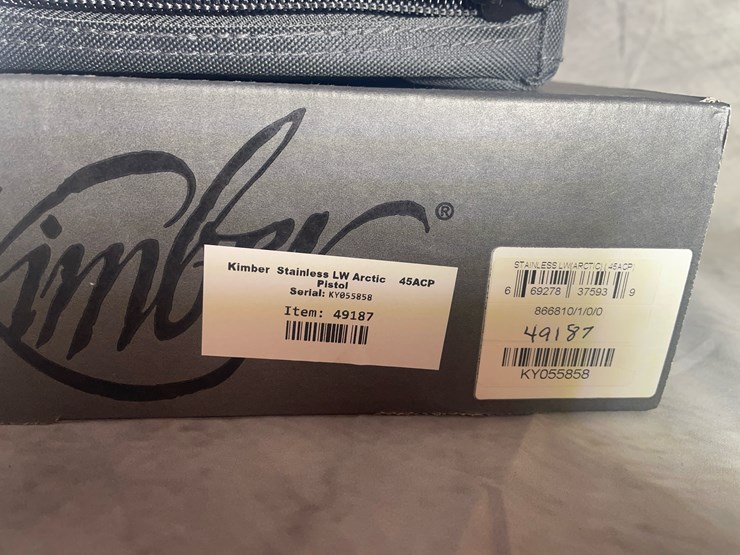 Kimber
®
Kimber Stainless LW Arctic 45ACP
Pistol
Serial: KY055858
Item: 49187
STAINLESS LW(ARCTIC)( 45ACP)
6 69278 37593 9
866810/1/0/0
49187
KY055858